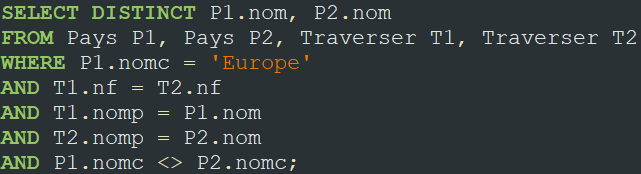 SELECT DISTINCT P1.nom, P2.nom
FROM Pays P1, Pays P2, Traverser T1, Traverser T2
WHERE P1.nomc = 'Europe'
AND T1.nf = T2.nf
AND T1.nomp = P1.nom
AND T2.nomp = P2.nom
AND P1.nomc <> P2.nomc;